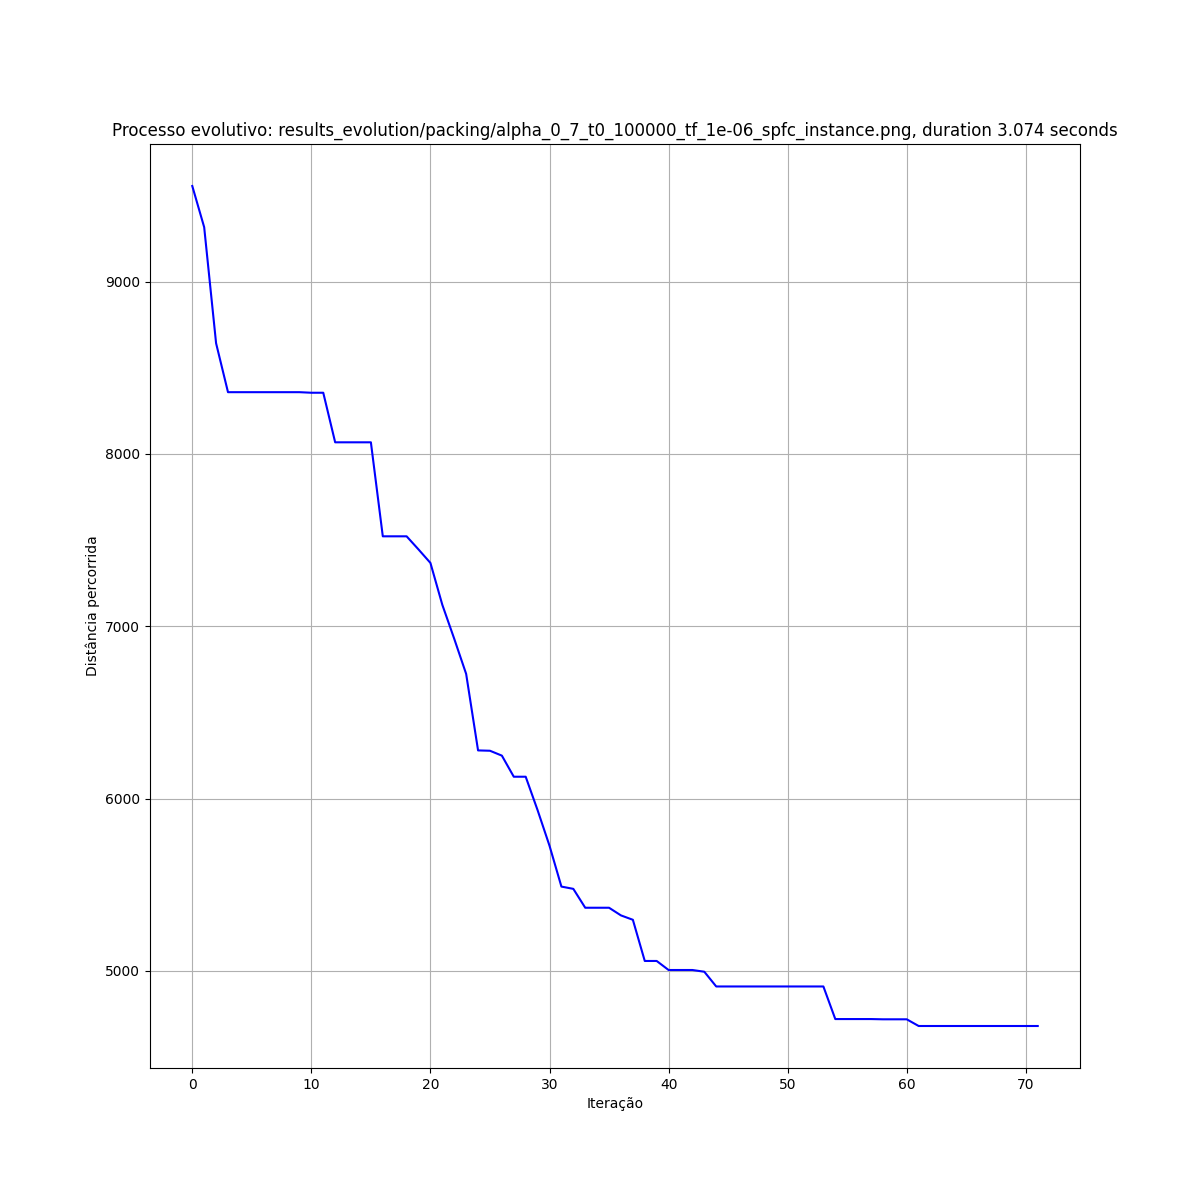 Processo evolutivo: results_evolution/packing/alpha_0_7_t0_100000_tf_1e-06_spfc_instance.png, duration 3.074 seconds
9000
8000
7000
6000
5000
Distância percorrida
0 10 20 30 40 50 60 70
Iteração